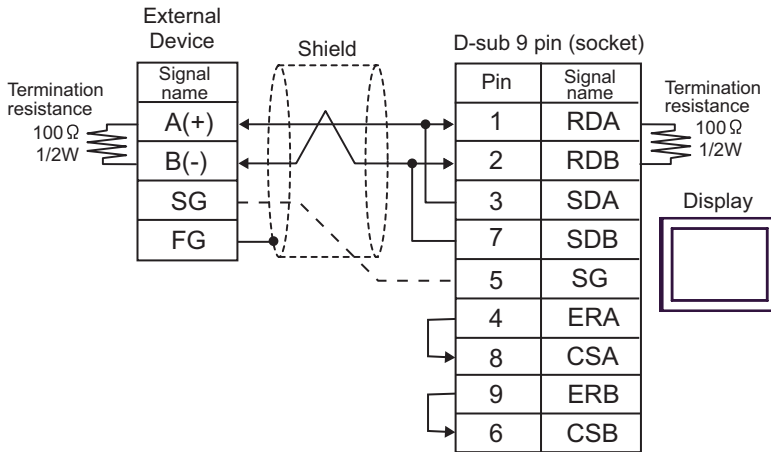 External
Device
Shield
D-sub 9 pin (socket)
Termination
resistance
100Ω
1/2W
Signal
name
A(+)
B(-)
SG
FG
Pin
Signal
name
1
RDA
2
RDB
3
SDA
7
SDB
5
SG
4
ERA
8
CSA
9
ERB
6
CSB
Termination
resistance
100Ω
1/2W
Display